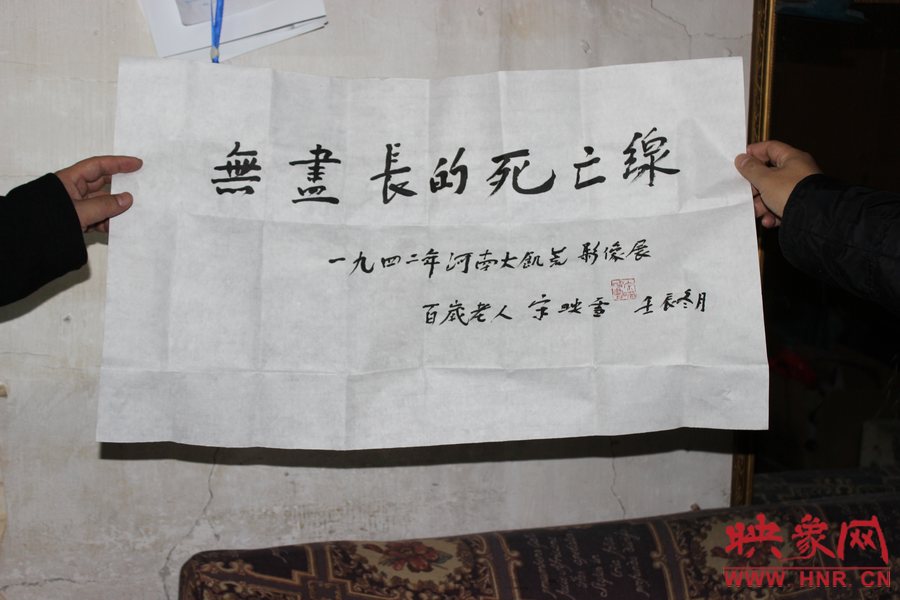 無盡長的死亡線
一九四二年河南大飢荒影像展
百歲老人 宋映雪 壬辰冬月
映象网
WWW.HNR.CN